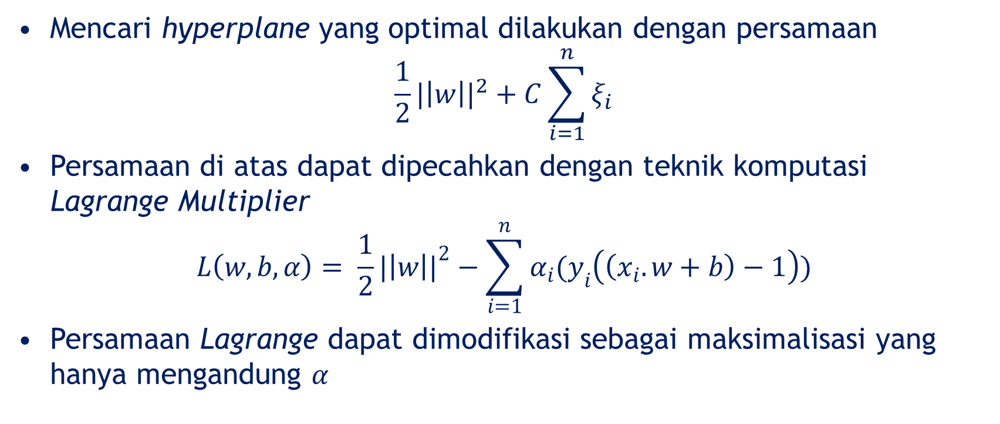 • Mencari hyperplane yang optimal dilakukan dengan persamaan
$\frac{1}{2}||w||^2 + C\sum_{i=1}^{n}\xi_i$
• Persamaan di atas dapat dipecahkan dengan teknik komputasi
Lagrange Multiplier
$L(w, b, \alpha) = \frac{1}{2}||w||^2 - \sum_{i=1}^{n}\alpha_i(y_i((x_i.w + b) - 1))$
• Persamaan Lagrange dapat dimodifikasi sebagai maksimalisasi yang
hanya mengandung α